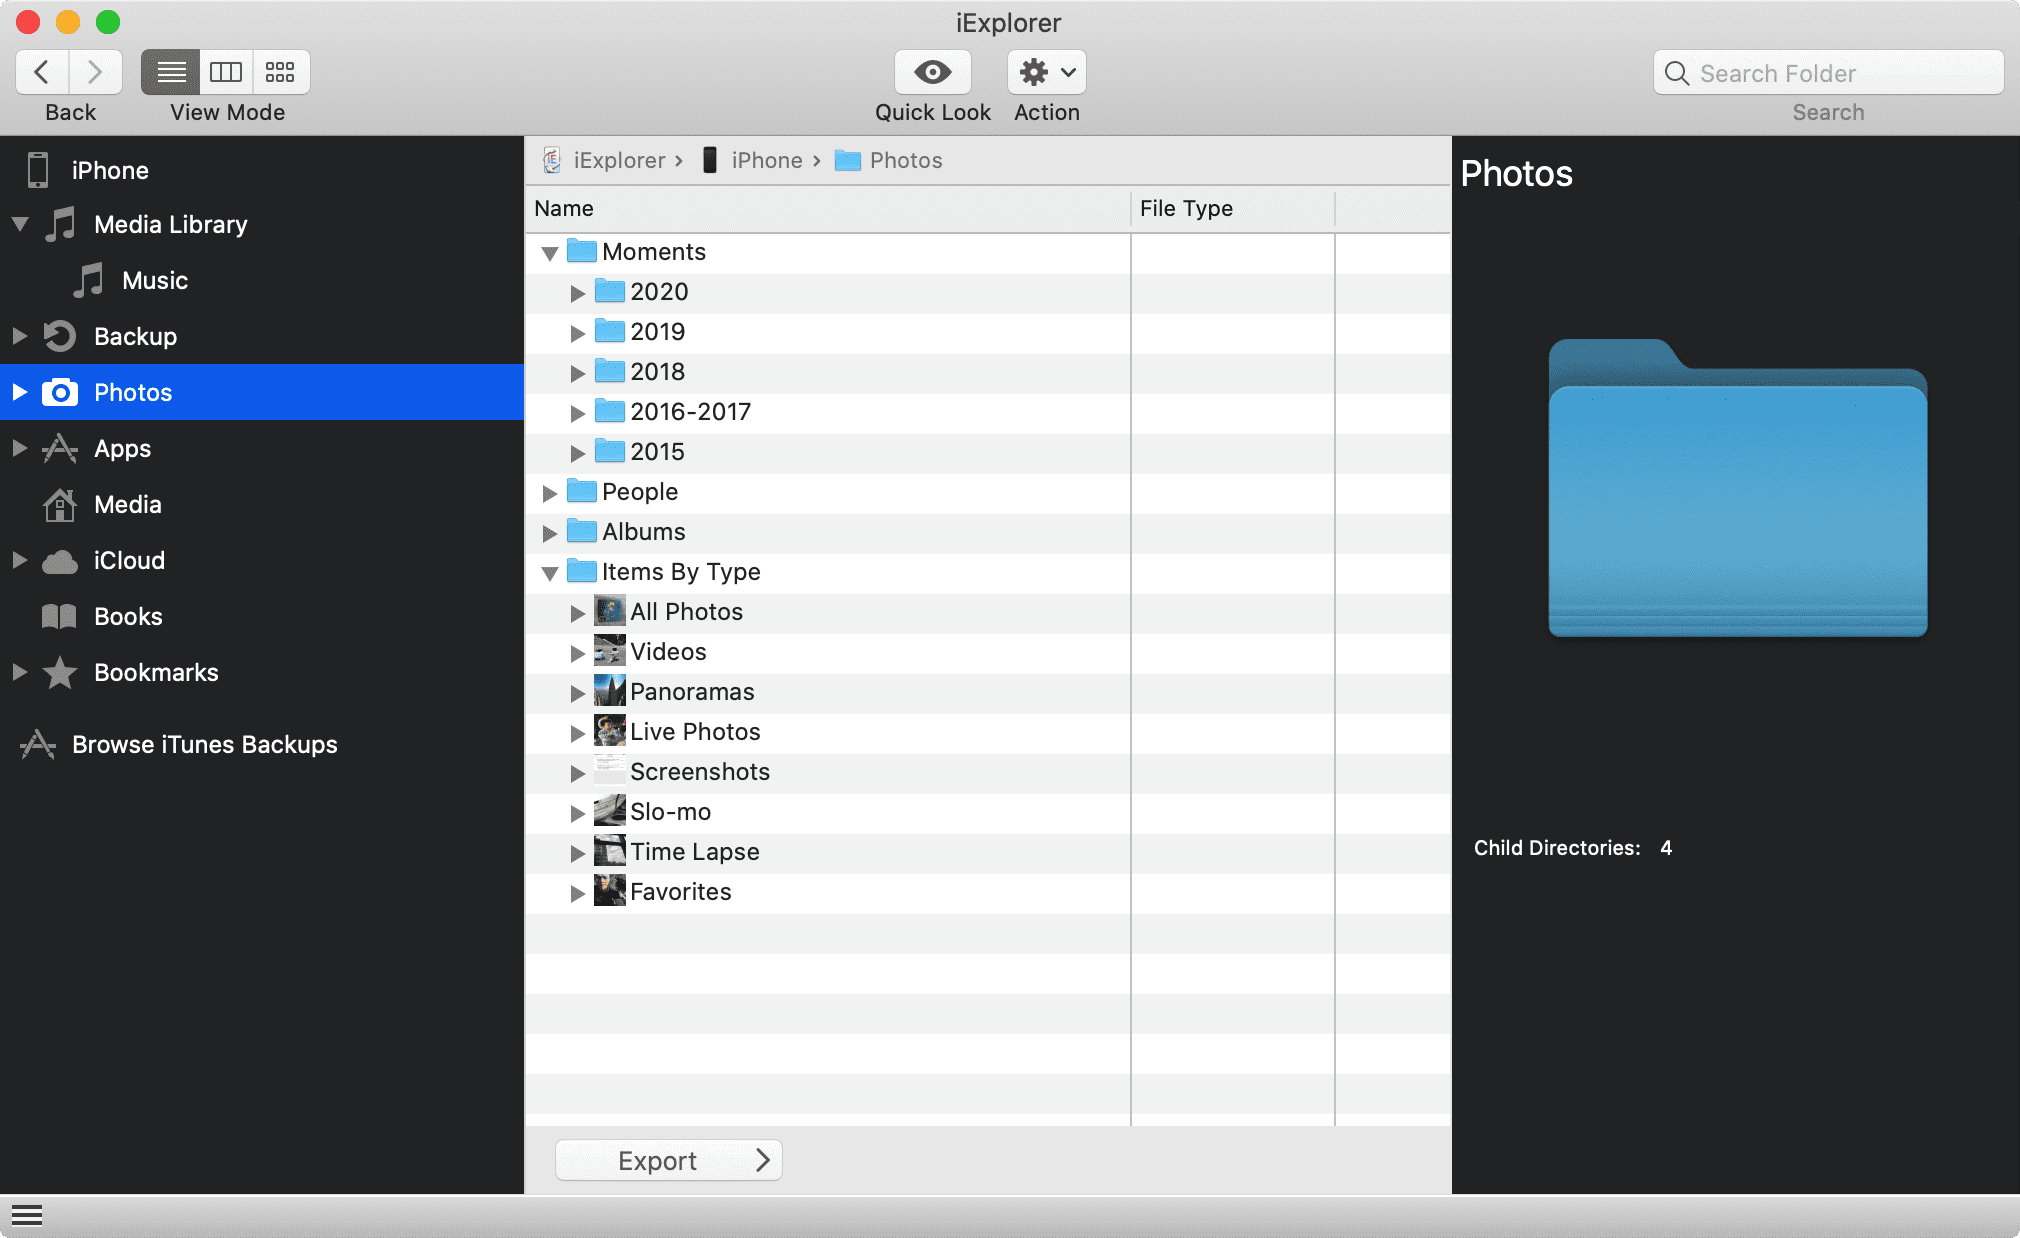 iExplorer
Back
View Mode
Quick Look
Action
Search Folder
Search
iPhone
Media Library
Music
Backup
Photos
Apps
Media
iCloud
Books
Bookmarks
Browse iTunes Backups
iExplorer › iPhone › Photos
Name File Type
Moments
2020
2019
2018
2016-2017
2015
People
Albums
Items By Type
All Photos
Videos
Panoramas
Live Photos
Screenshots
Slo-mo
Time Lapse
Favorites
Export
Photos
Child Directories: 4